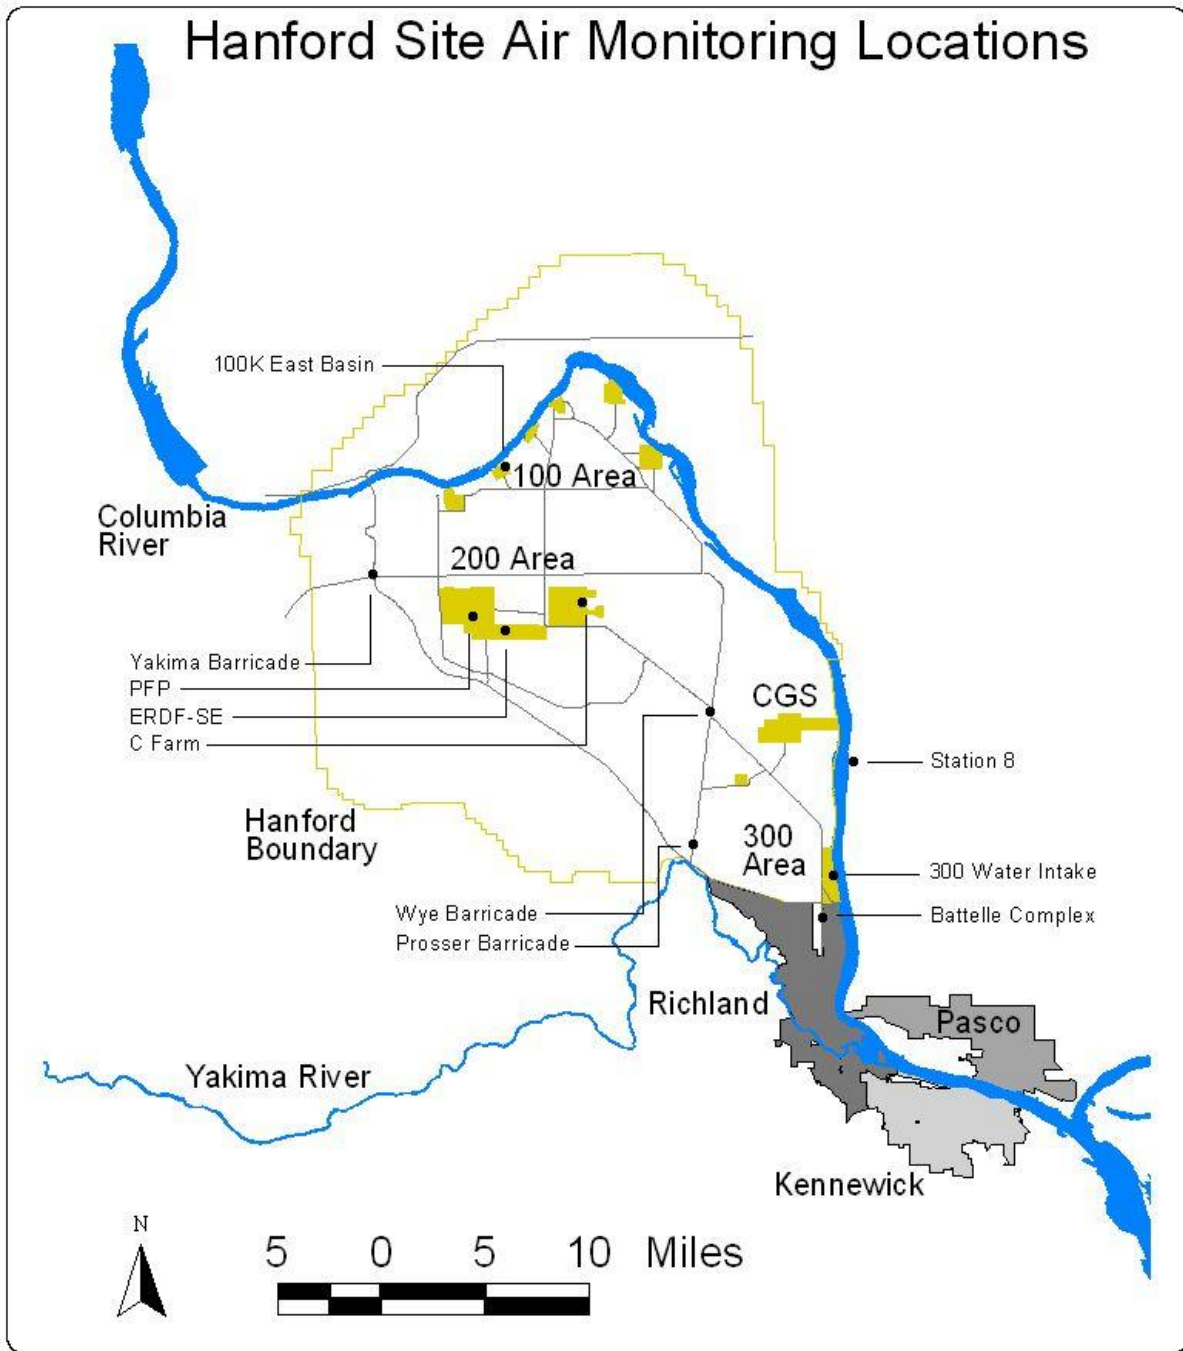 Hanford Site Air Monitoring Locations
100K East Basin
100 Area
Columbia
River
200 Area
Yakima Barricade
PFP
ERDF-SE
C Farm
CGS
Station 8
Hanford
Boundary
300
Area
300 Water Intake
Wye Barricade
Battelle Complex
Prosser Barricade
Richland
Pasco
Yakima River
Kennewick
N
5 0 5 10 Miles